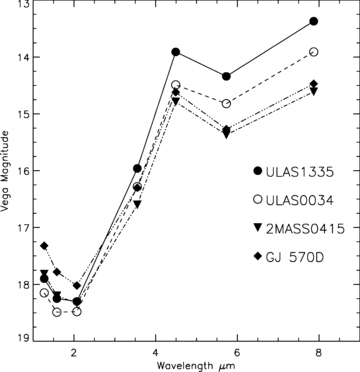 13
14
15
16
17
18
19
Vega Magnitude
ULAS1335
ULAS0034
2MASS0415
GJ 570D
2 4 6 8
Wavelength μm